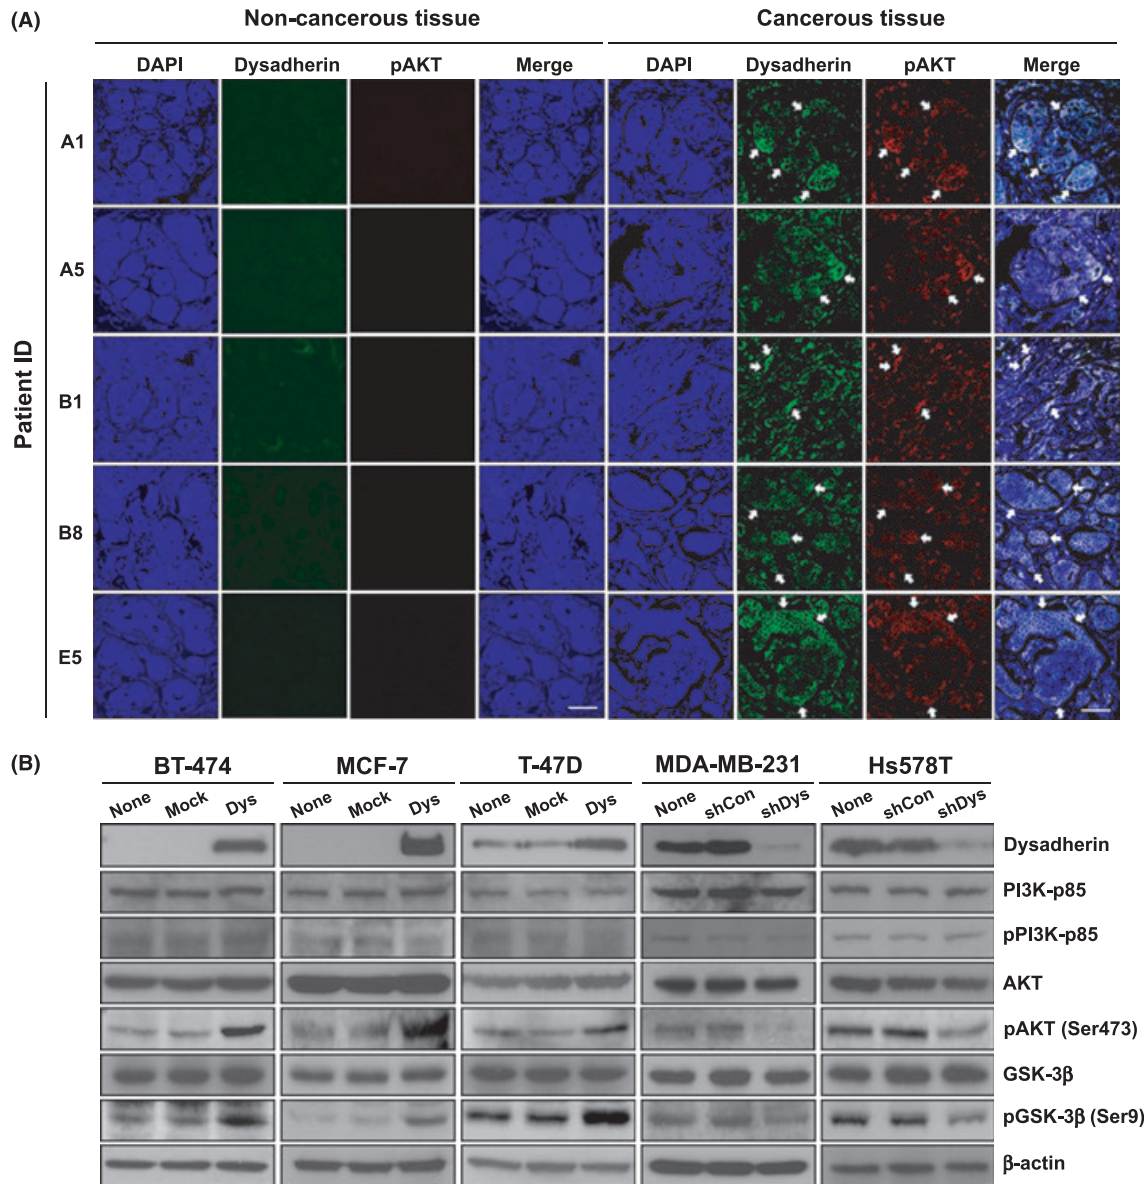 (A)
Non-cancerous tissue Cancerous tissue
DAPI Dysadherin pAKT Merge DAPI Dysadherin pAKT Merge
Patient ID
A1
A5
B1
B8
E5
(B)
BT-474 MCF-7 T-47D MDA-MB-231 Hs578T
None Mock Dys None Mock Dys None Mock Dys None shCon shDys None shCon shDys
Dysadherin
PI3K-p85
pPI3K-p85
AKT
pAKT (Ser473)
GSK-3β
pGSK-3β (Ser9)
β-actin